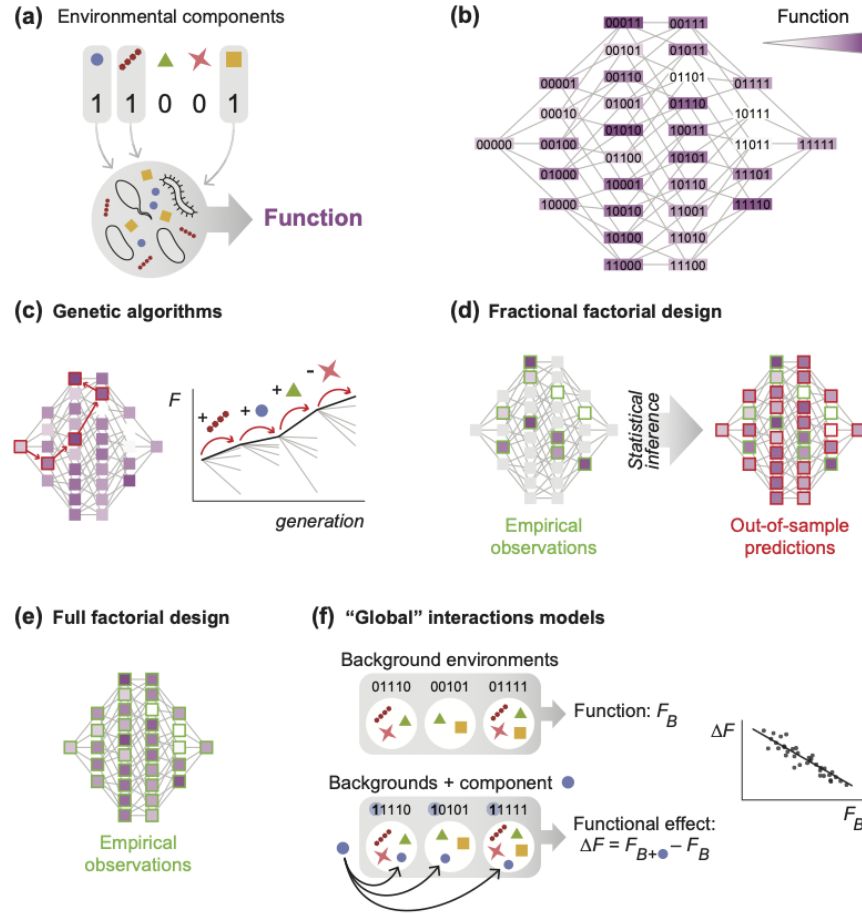 (a) Environmental components
1 1 0 0 1
Function
(b)
Function
00011 00111
00101 01011
00001 00110 01101 01111
00010 01001 01110 10111
00000 00100 01010 10011 11011 11111
01000 01100 10101 11101
10000 10001 10110 11110
10010 11001
10100 11010
11000 11100
(c) Genetic algorithms
F
+
+
+
-
generation
(d) Fractional factorial design
Statistical
inference
Empirical
observations
Out-of-sample
predictions
(e) Full factorial design
Empirical
observations
(f) “Global” interactions models
Background environments
01110 00101 01111
Function: FB
Backgrounds + component
11110 10101 11111
Functional effect:
ΔF = FB+ – FB
ΔF
FB